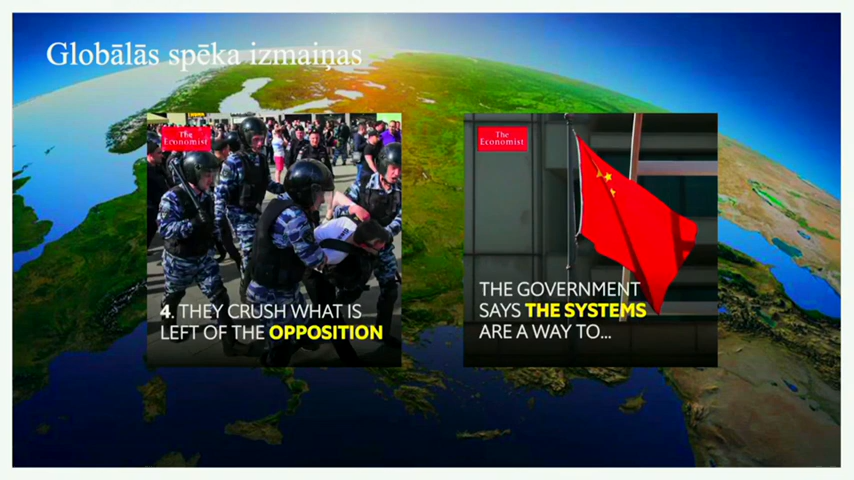 Globālās spēka izmaiņas
The
Economist
4. THEY CRUSH WHAT IS
LEFT OF THE OPPOSITION
The
Economist
THE GOVERNMENT
SAYS THE SYSTEMS
ARE A WAY TO...